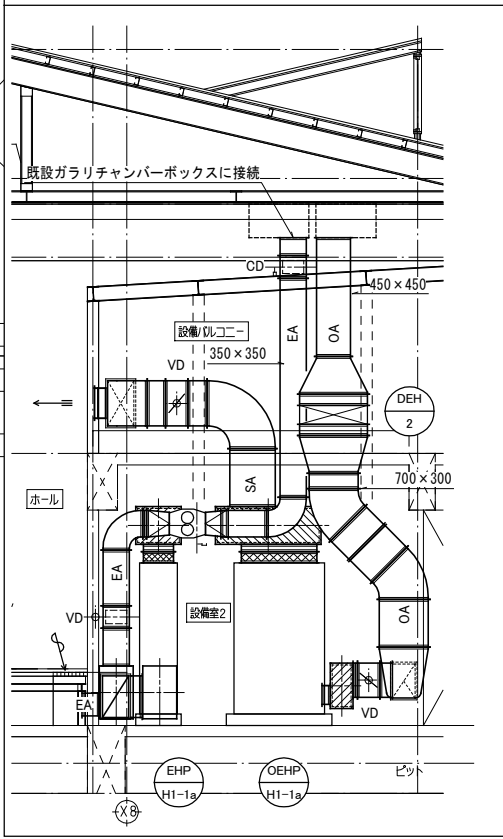 既設ガラリチャンバーボックスに接続
CD
450×450
EA
OA
設備バルコニー
350×350
VD
DEH
2
700×300
ホール
SA
EA
設備室2
VD
OA
EA
VD
EHP
H1-1a
OEHP
H1-1a
ピット
X8